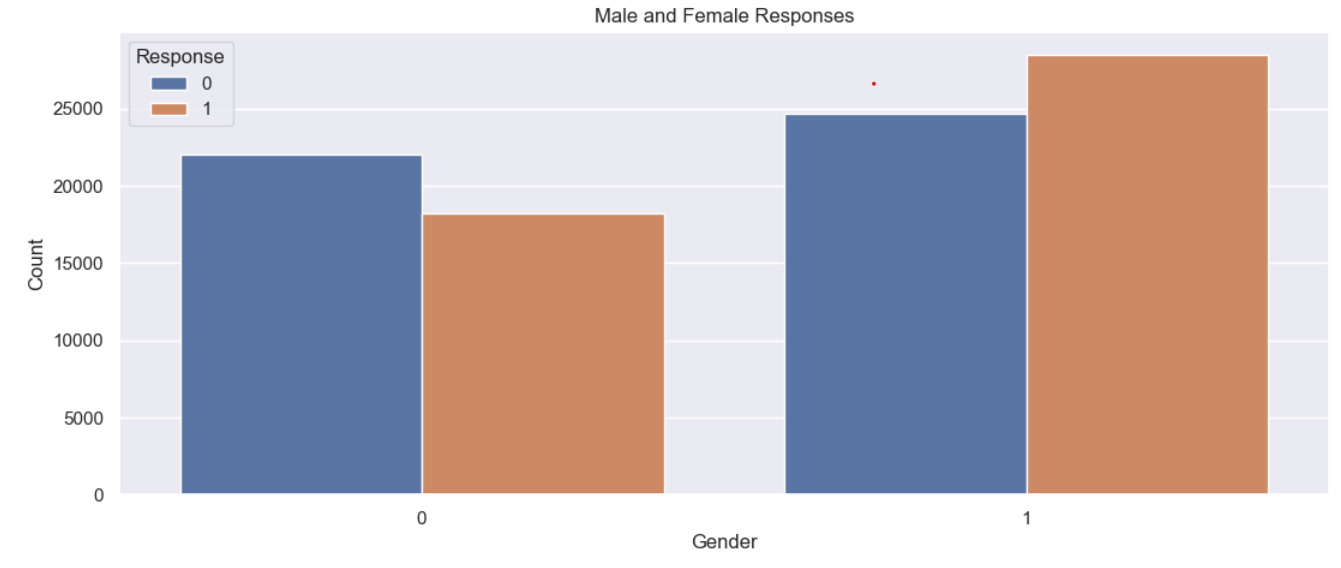 Male and Female Responses
Response
0
1
25000
20000
15000
10000
5000
0
Count
0
1
Gender